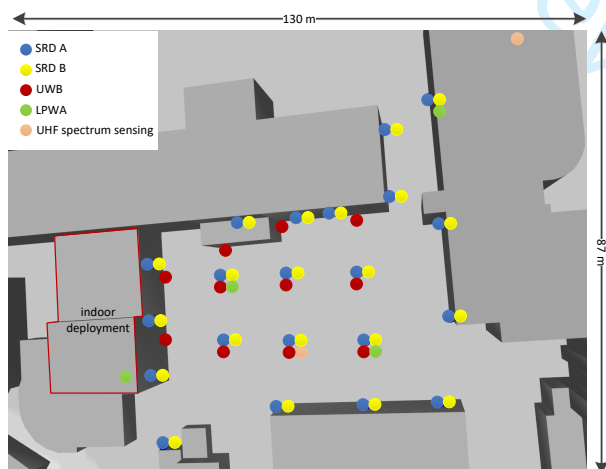 130 m
SRD A
SRD B
UWB
LPWA
UHF spectrum sensing
87 m
indoor
deployment